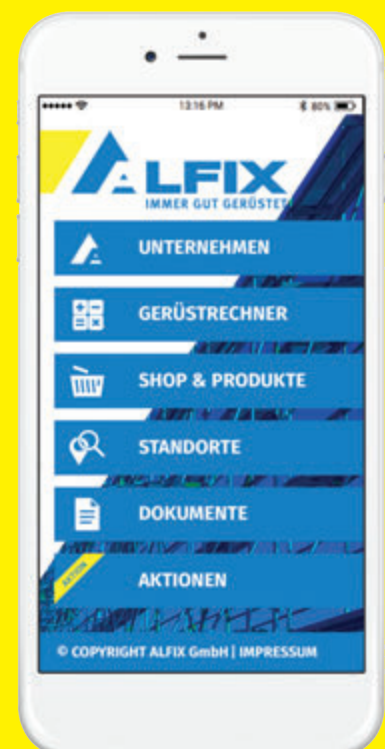 13:16 PM 80%
ALFIX
IMMER GUT GERÜSTET
UNTERNEHMEN
GERÜSTRECHNER
SHOP & PRODUKTE
STANDORTE
DOKUMENTE
AKTION
AKTIONEN
© COPYRIGHT ALFIX GmbH | IMPRESSUM